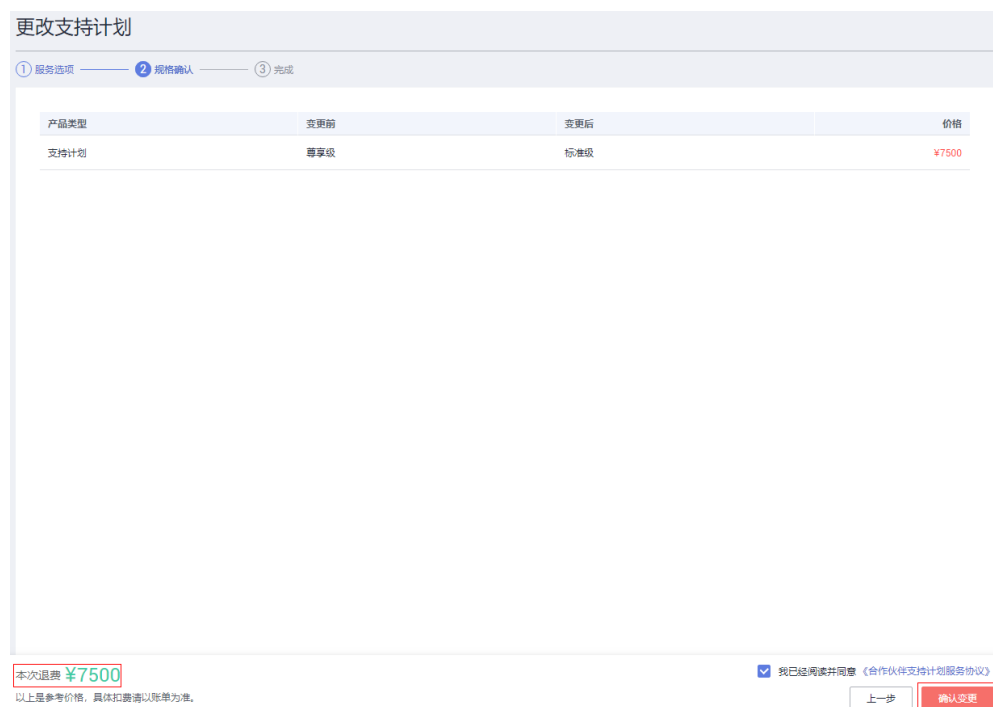 更改支持计划
① 服务选项 ② 规格确认 ③ 完成
产品类型 变更前 变更后 价格
支持计划 尊享级 标准级 ¥7500
本次退费 ¥7500
我已经阅读并同意 《合作伙伴支持计划服务协议》
以上是参考价格，具体扣费请以账单为准。
上一步 确认变更